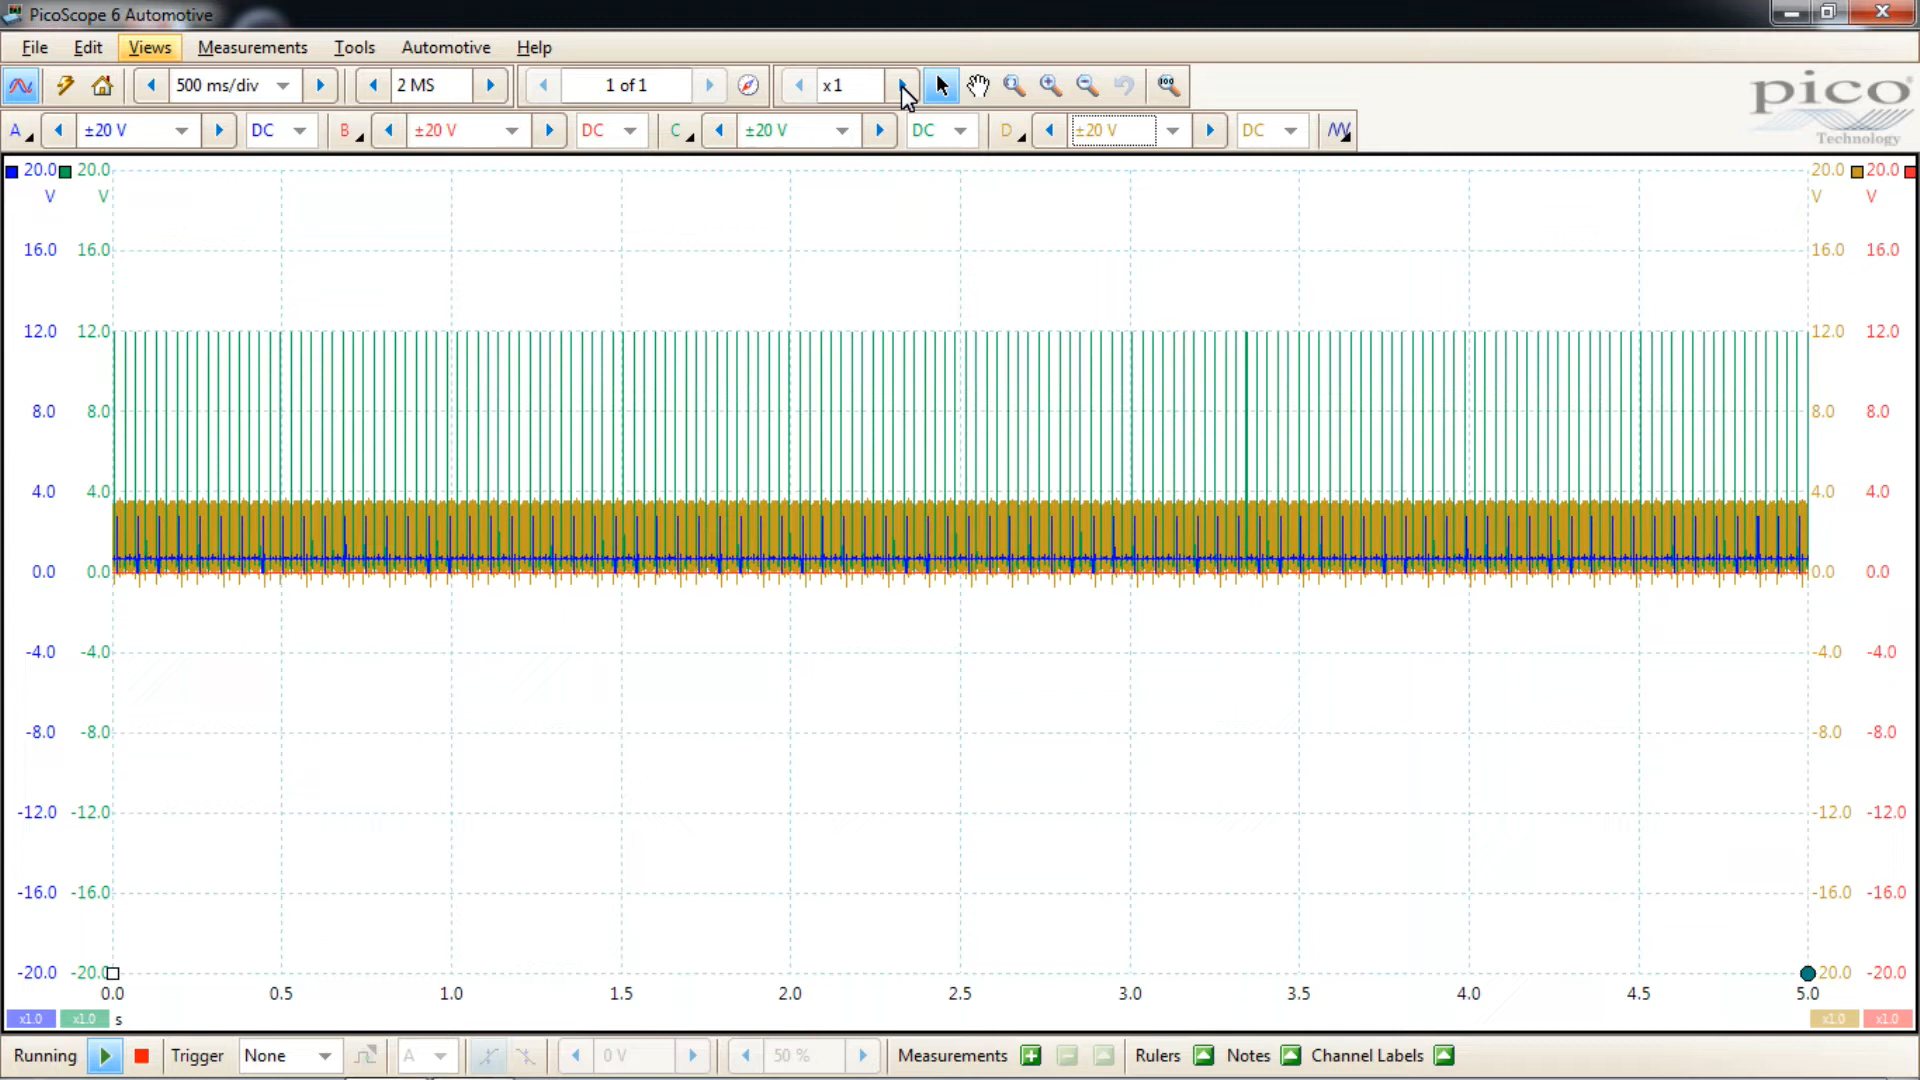 PicoScope 6 Automotive
File Edit Views Measurements Tools Automotive Help
500 ms/div 2 MS 1 of 1 x1
A ±20 V DC B ±20 V DC C ±20 V DC D ±20 V DC
pico
Technology
20.0 20.0 20.0 20.0
V V V V
16.0 16.0 16.0 16.0
12.0 12.0 12.0 12.0
8.0 8.0 8.0 8.0
4.0 4.0 4.0 4.0
0.0 0.0 0.0 0.0
-4.0 -4.0 -4.0 -4.0
-8.0 -8.0 -8.0 -8.0
-12.0 -12.0 -12.0 -12.0
-16.0 -16.0 -16.0 -16.0
-20.0 -20.0 20.0 -20.0
0.0 0.5 1.0 1.5 2.0 2.5 3.0 3.5 4.0 4.5 5.0
x1.0 x1.0 s x1.0 x1.0
Running Trigger None A 0 V 50 % Measurements Rulers Notes Channel Labels